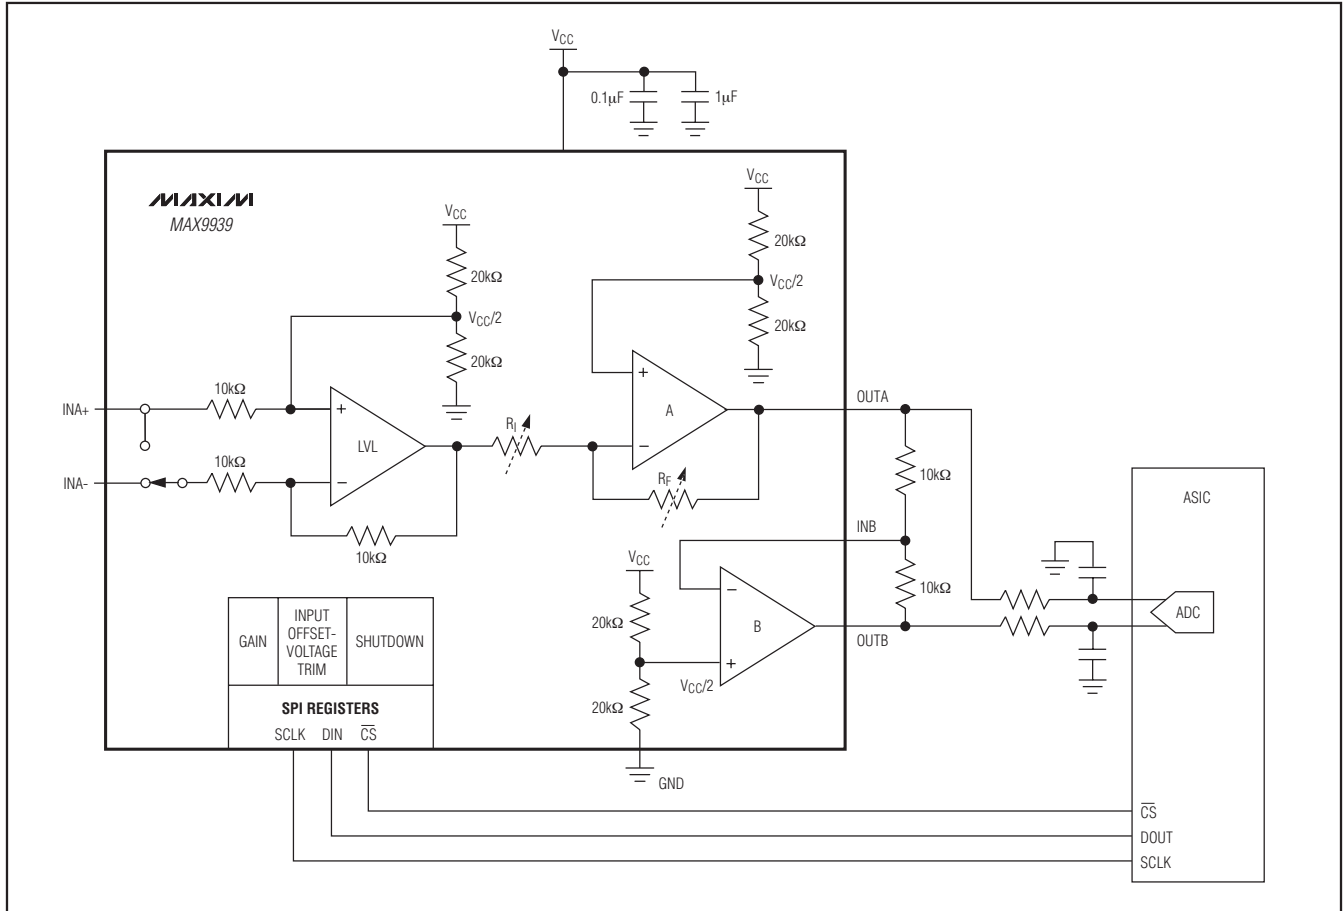 VCC
0.1µF
1µF
MAXIM
MAX9939
VCC
20kΩ
VCC/2
20kΩ
VCC
20kΩ
VCC/2
20kΩ
INA+
10kΩ
+
LVL
INA-
10kΩ
−
10kΩ
RI
+
A
−
RF
OUTA
10kΩ
INB
10kΩ
OUTB
VCC
20kΩ
VCC/2
20kΩ
−
B
+
GND
ASIC
ADC
GAIN
INPUT
OFFSET-
VOLTAGE
TRIM
SHUTDOWN
SPI REGISTERS
SCLK DIN C̅S̅
C̅S̅
DOUT
SCLK